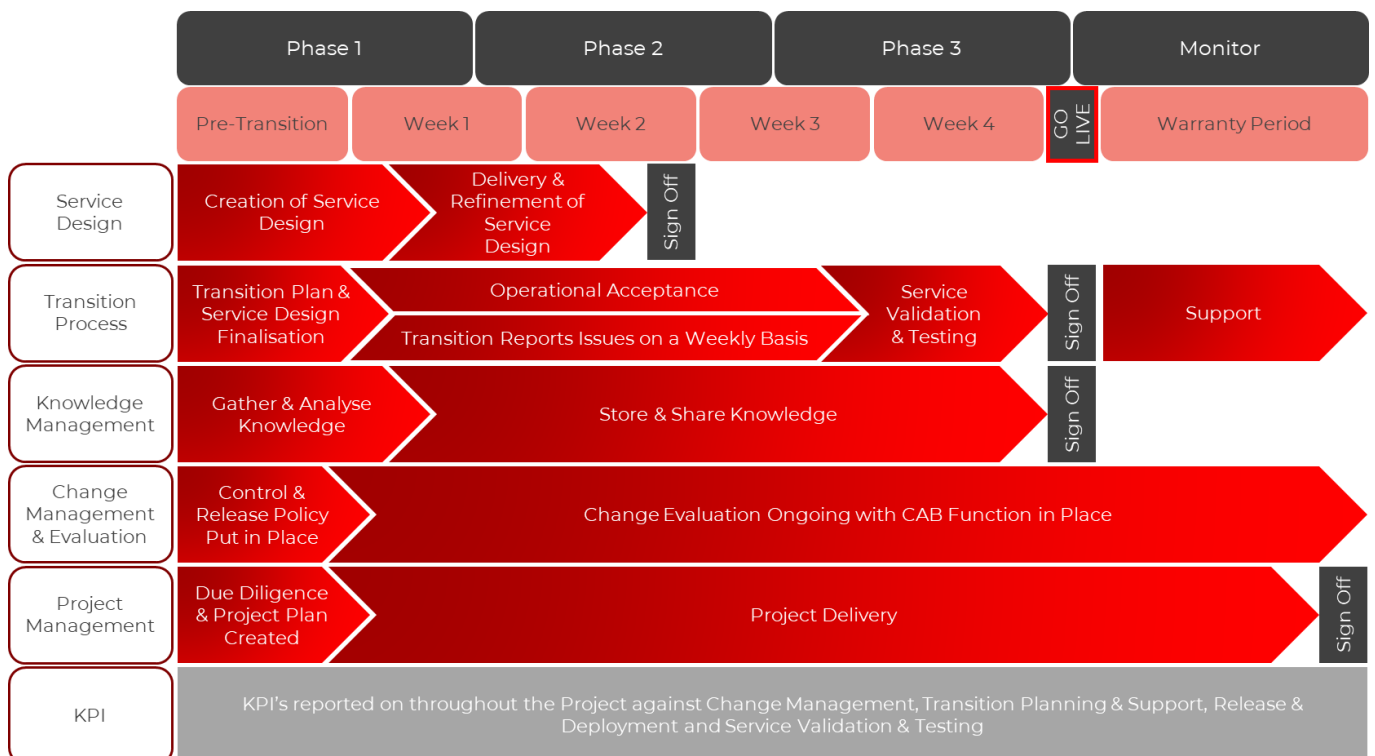 Phase 1
Phase 2
Phase 3
Monitor
Pre-Transition
Week 1
Week 2
Week 3
Week 4
GO
LIVE
Warranty Period
Service
Design
Creation of Service
Design
Delivery &
Refinement of
Service
Design
Sign Off
Transition
Process
Transition Plan &
Service Design
Finalisation
Operational Acceptance
Transition Reports Issues on a Weekly Basis
Service
Validation
& Testing
Sign Off
Support
Knowledge
Management
Gather & Analyse
Knowledge
Store & Share Knowledge
Sign Off
Change
Management
& Evaluation
Control &
Release Policy
Put in Place
Change Evaluation Ongoing with CAB Function in Place
Project
Management
Due Diligence
& Project Plan
Created
Project Delivery
Sign Off
KPI
KPI's reported on throughout the Project against Change Management, Transition Planning & Support, Release &
Deployment and Service Validation & Testing